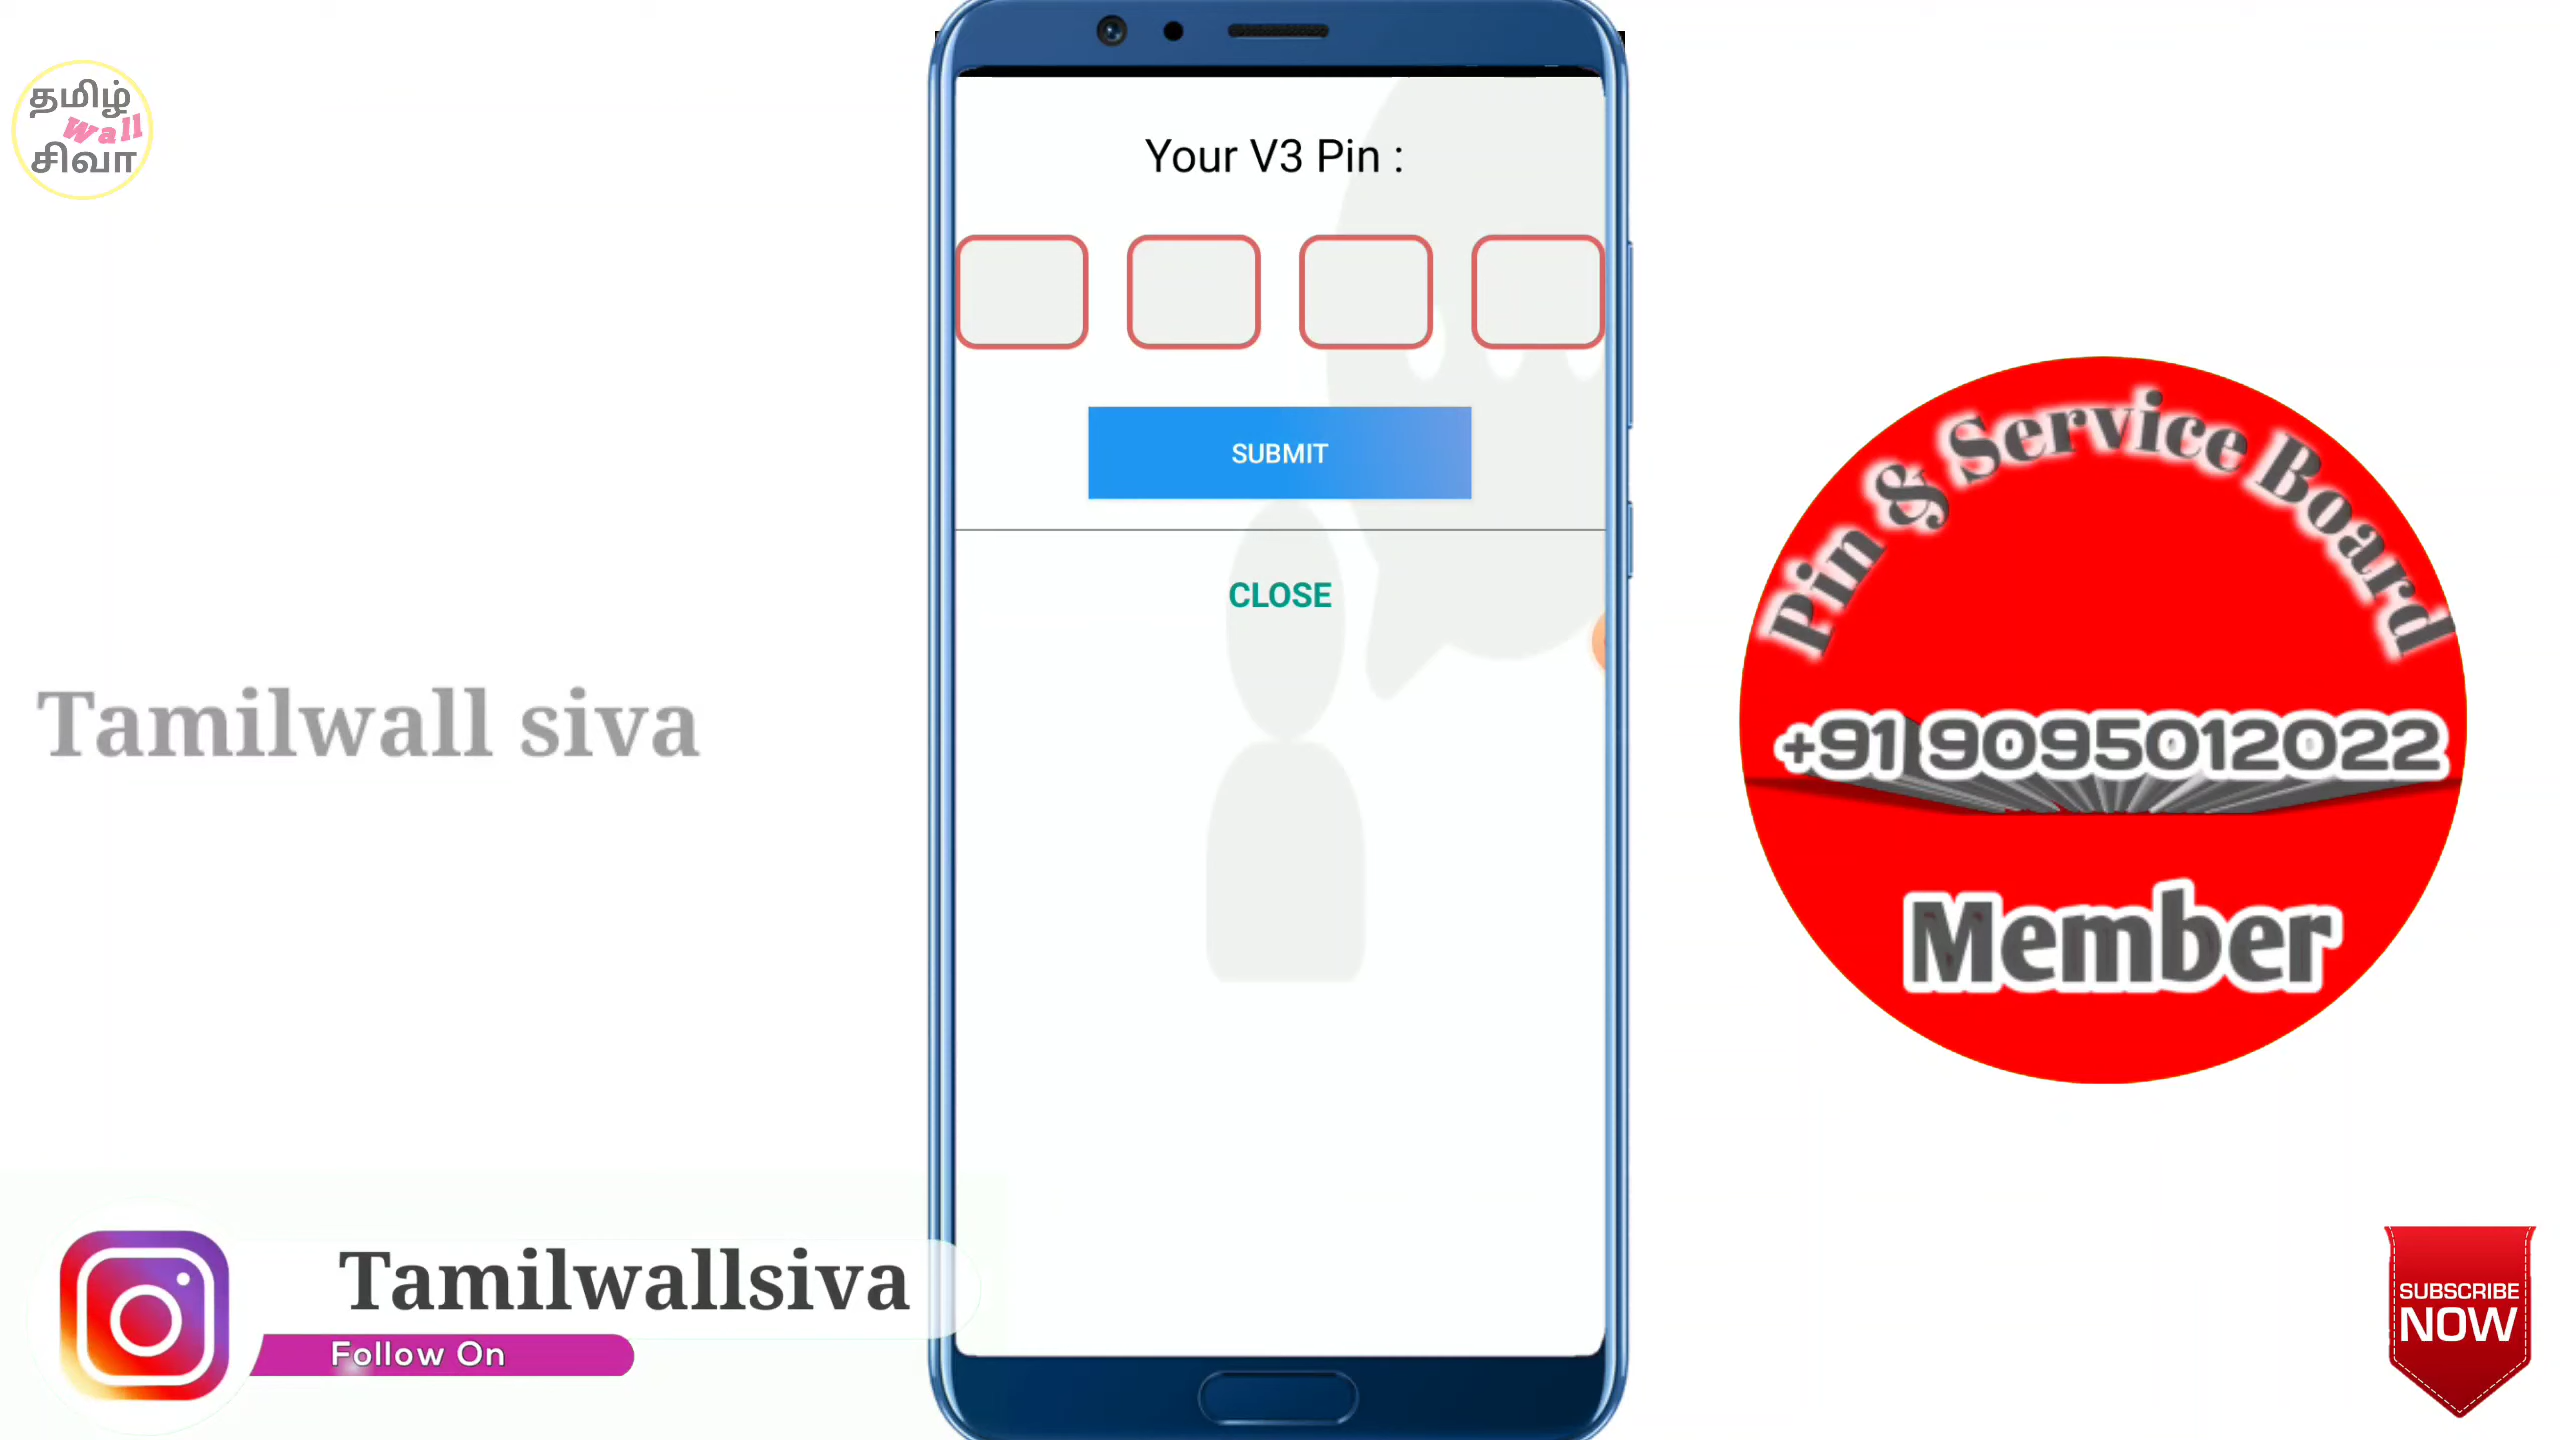 தமிழ்
Wall
சிவா
Your V3 Pin :
SUBMIT
CLOSE
Tamilwall siva
Pin & Service Board
+91 9095012022
Member
Tamilwallsiva
Follow On
SUBSCRIBE
NOW